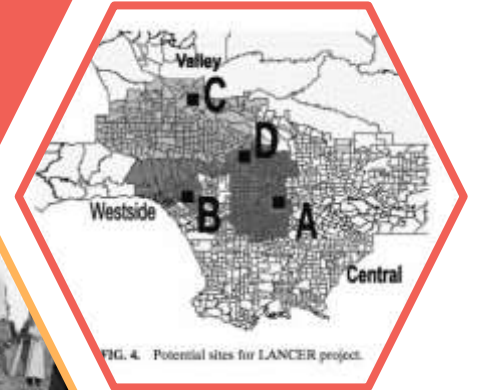 Valley
C
D
Westside
B
A
Central
FIG. 4. Potential sites for LANCER project.